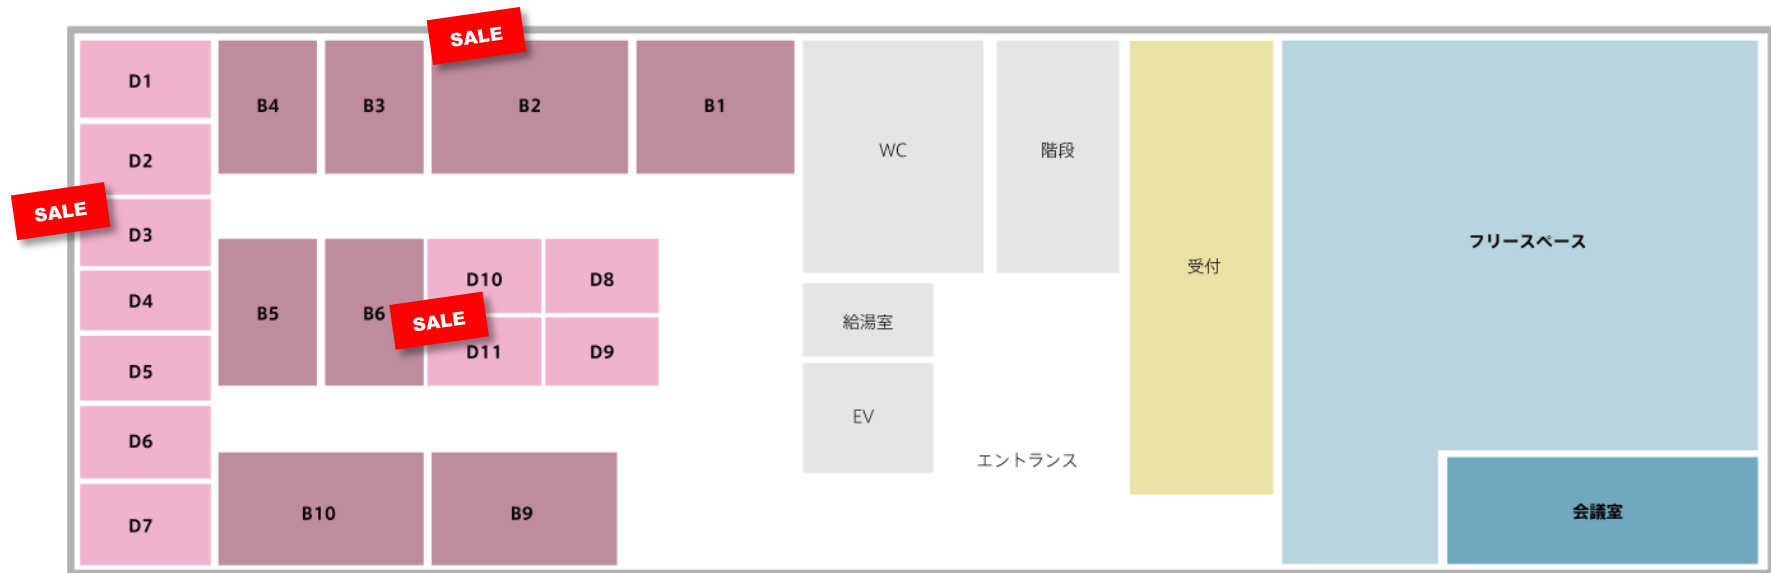 SALE
D1
B4
B3
B2
B1
WC
階段
受付
フリースペース
D2
SALE
D3
D4
B5
B6
D10
D8
SALE
D11
D9
D5
D6
D7
B10
B9
給湯室
EV
エントランス
会議室